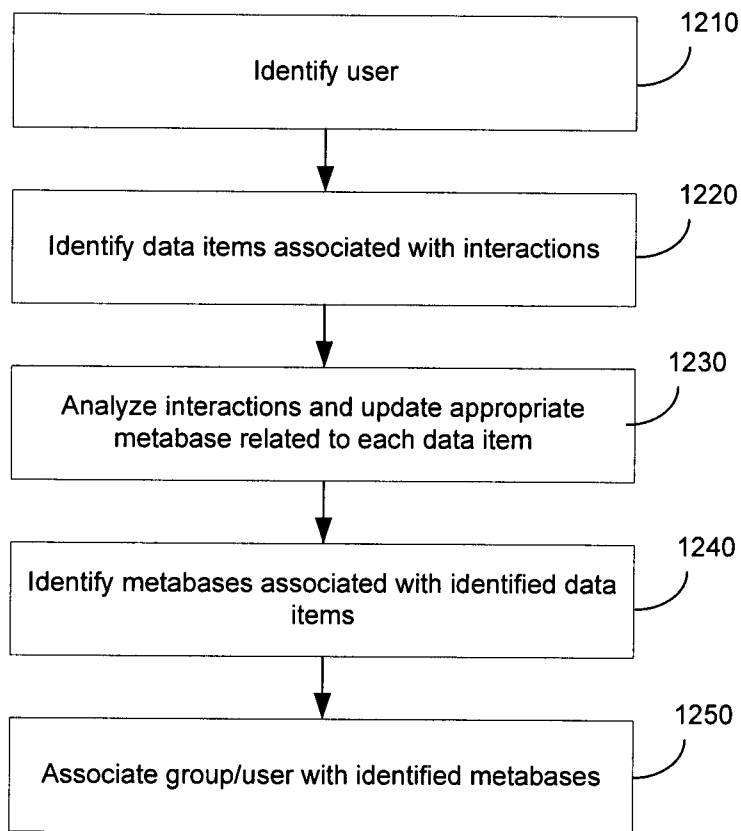 1210
Identify user
1220
Identify data items associated with interactions
1230
Analyze interactions and update appropriate
metabase related to each data item
1240
Identify metabases associated with identified data
items
1250
Associate group/user with identified metabases